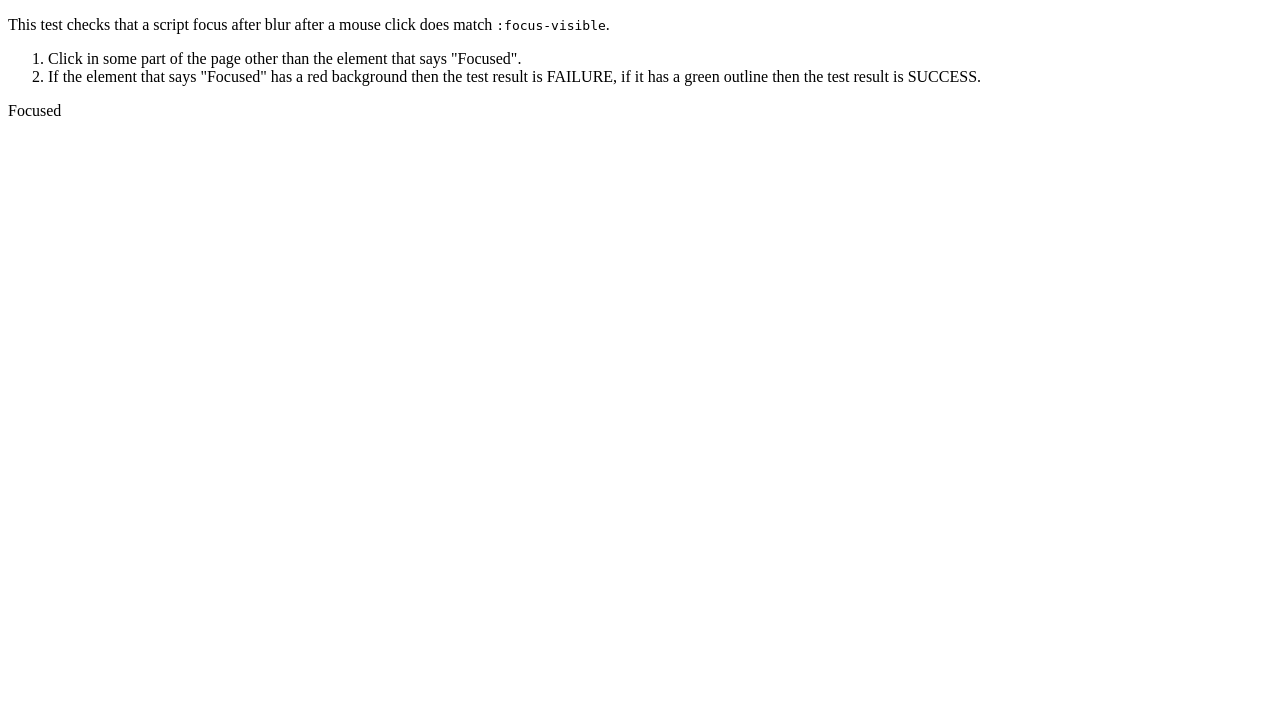 This test checks that a script focus after blur after a mouse click does match :focus-visible.
1. Click in some part of the page other than the element that says "Focused".
2. If the element that says "Focused" has a red background then the test result is FAILURE, if it has a green outline then the test result is SUCCESS.
Focused